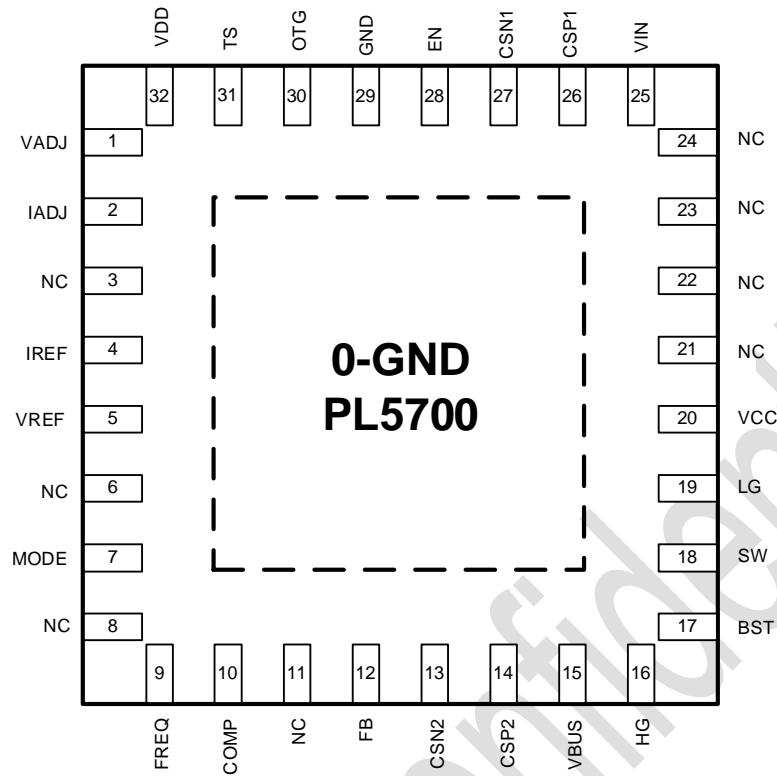 VDD TS OTG GND EN CSN1 CSP1 VIN
32 31 30 29 28 27 26 25
VADJ 1 24 NC
IADJ 2 23 NC
NC 3 22 NC
IREF 4 21 NC
VREF 5 20 VCC
NC 6 19 LG
MODE 7 18 SW
NC 8 17 BST
0-GND
PL5700
9 10 11 12 13 14 15 16
FREQ COMP NC FB CSN2 CSP2 VBUS HG